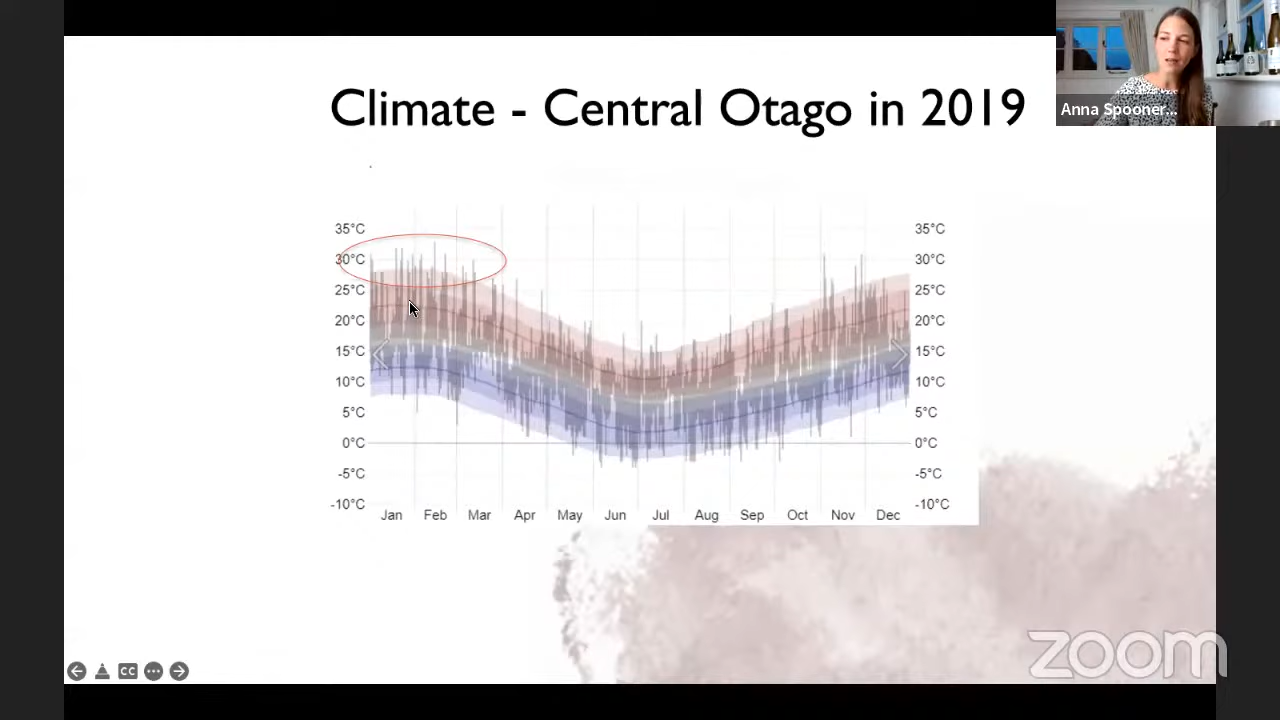 Climate - Central Otago in 2019
Anna Spooner...
35°C 35°C
30°C 30°C
25°C 25°C
20°C 20°C
15°C 15°C
10°C 10°C
5°C 5°C
0°C 0°C
-5°C -5°C
-10°C -10°C
Jan Feb Mar Apr May Jun Jul Aug Sep Oct Nov Dec
CC
zoom